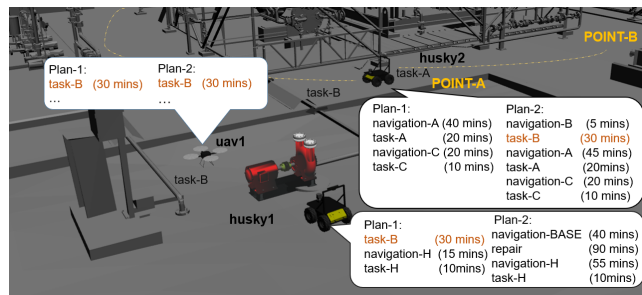 POINT-B
husky2
task-A
POINT-A
Plan-1:
task-B (30 mins)
...
Plan-2:
task-B (30 mins)
...
task-B
uav1
task-B
husky1
Plan-1:
navigation-A (40 mins)
task-A (20 mins)
navigation-C (20 mins)
task-C (10 mins)
Plan-2:
navigation-B (5 mins)
task-B (30 mins)
navigation-A (45 mins)
task-A (20mins)
navigation-C (20 mins)
task-C (10 mins)
Plan-1:
task-B (30 mins)
navigation-H (15 mins)
task-H (10mins)
Plan-2:
navigation-BASE (40 mins)
repair (90 mins)
navigation-H (55 mins)
task-H (10mins)